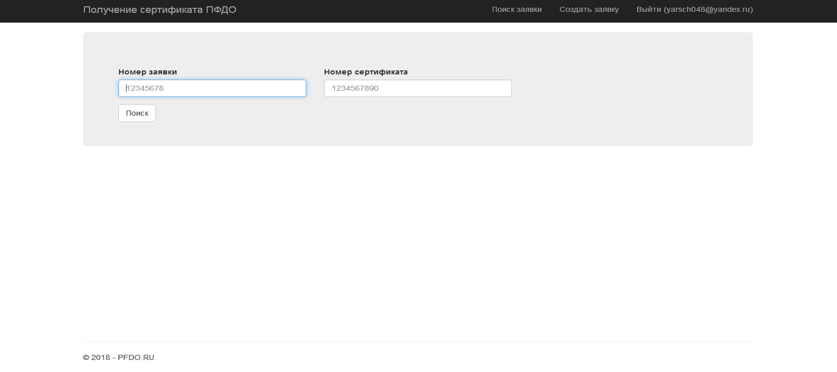 Получение сертификата ПФДО
Поиск заявки Создать заявку Выйти (yarsch048@yandex.ru)
Номер заявки Номер сертификата
12345678 1234567890
Поиск
© 2018 - PFDO.RU